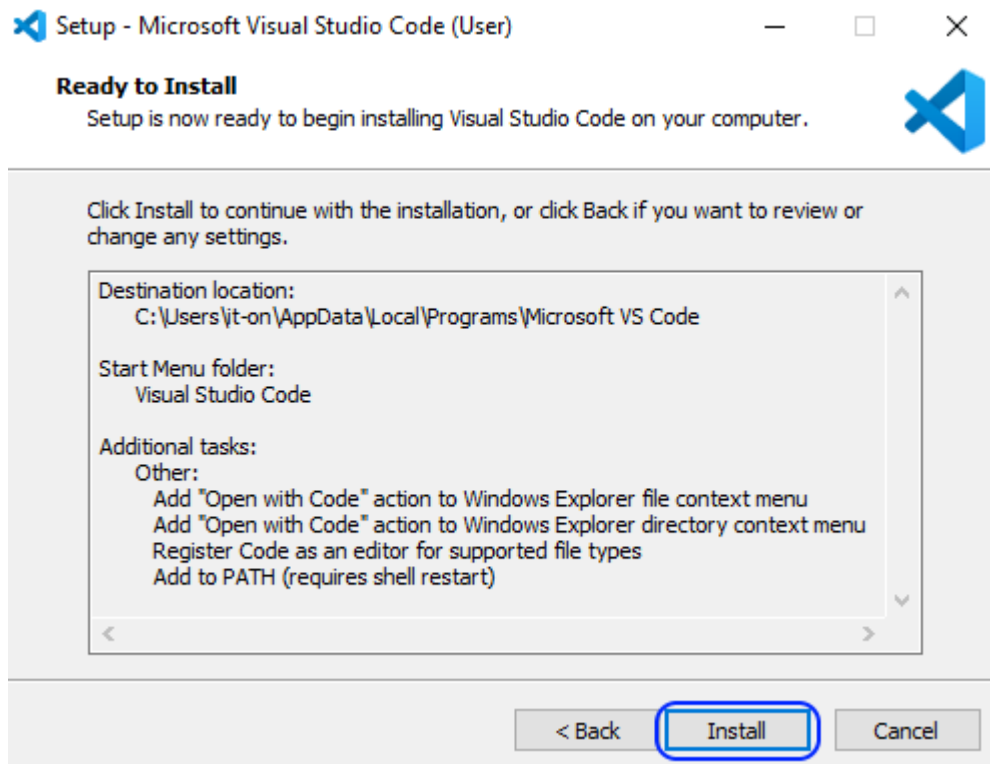 Setup - Microsoft Visual Studio Code (User)
Ready to Install
Setup is now ready to begin installing Visual Studio Code on your computer.
Click Install to continue with the installation, or click Back if you want to review or
change any settings.
Destination location:
C:\Users\it-on\AppData\Local\Programs\Microsoft VS Code
Start Menu folder:
Visual Studio Code
Additional tasks:
Other:
Add "Open with Code" action to Windows Explorer file context menu
Add "Open with Code" action to Windows Explorer directory context menu
Register Code as an editor for supported file types
Add to PATH (requires shell restart)
< Back Install Cancel